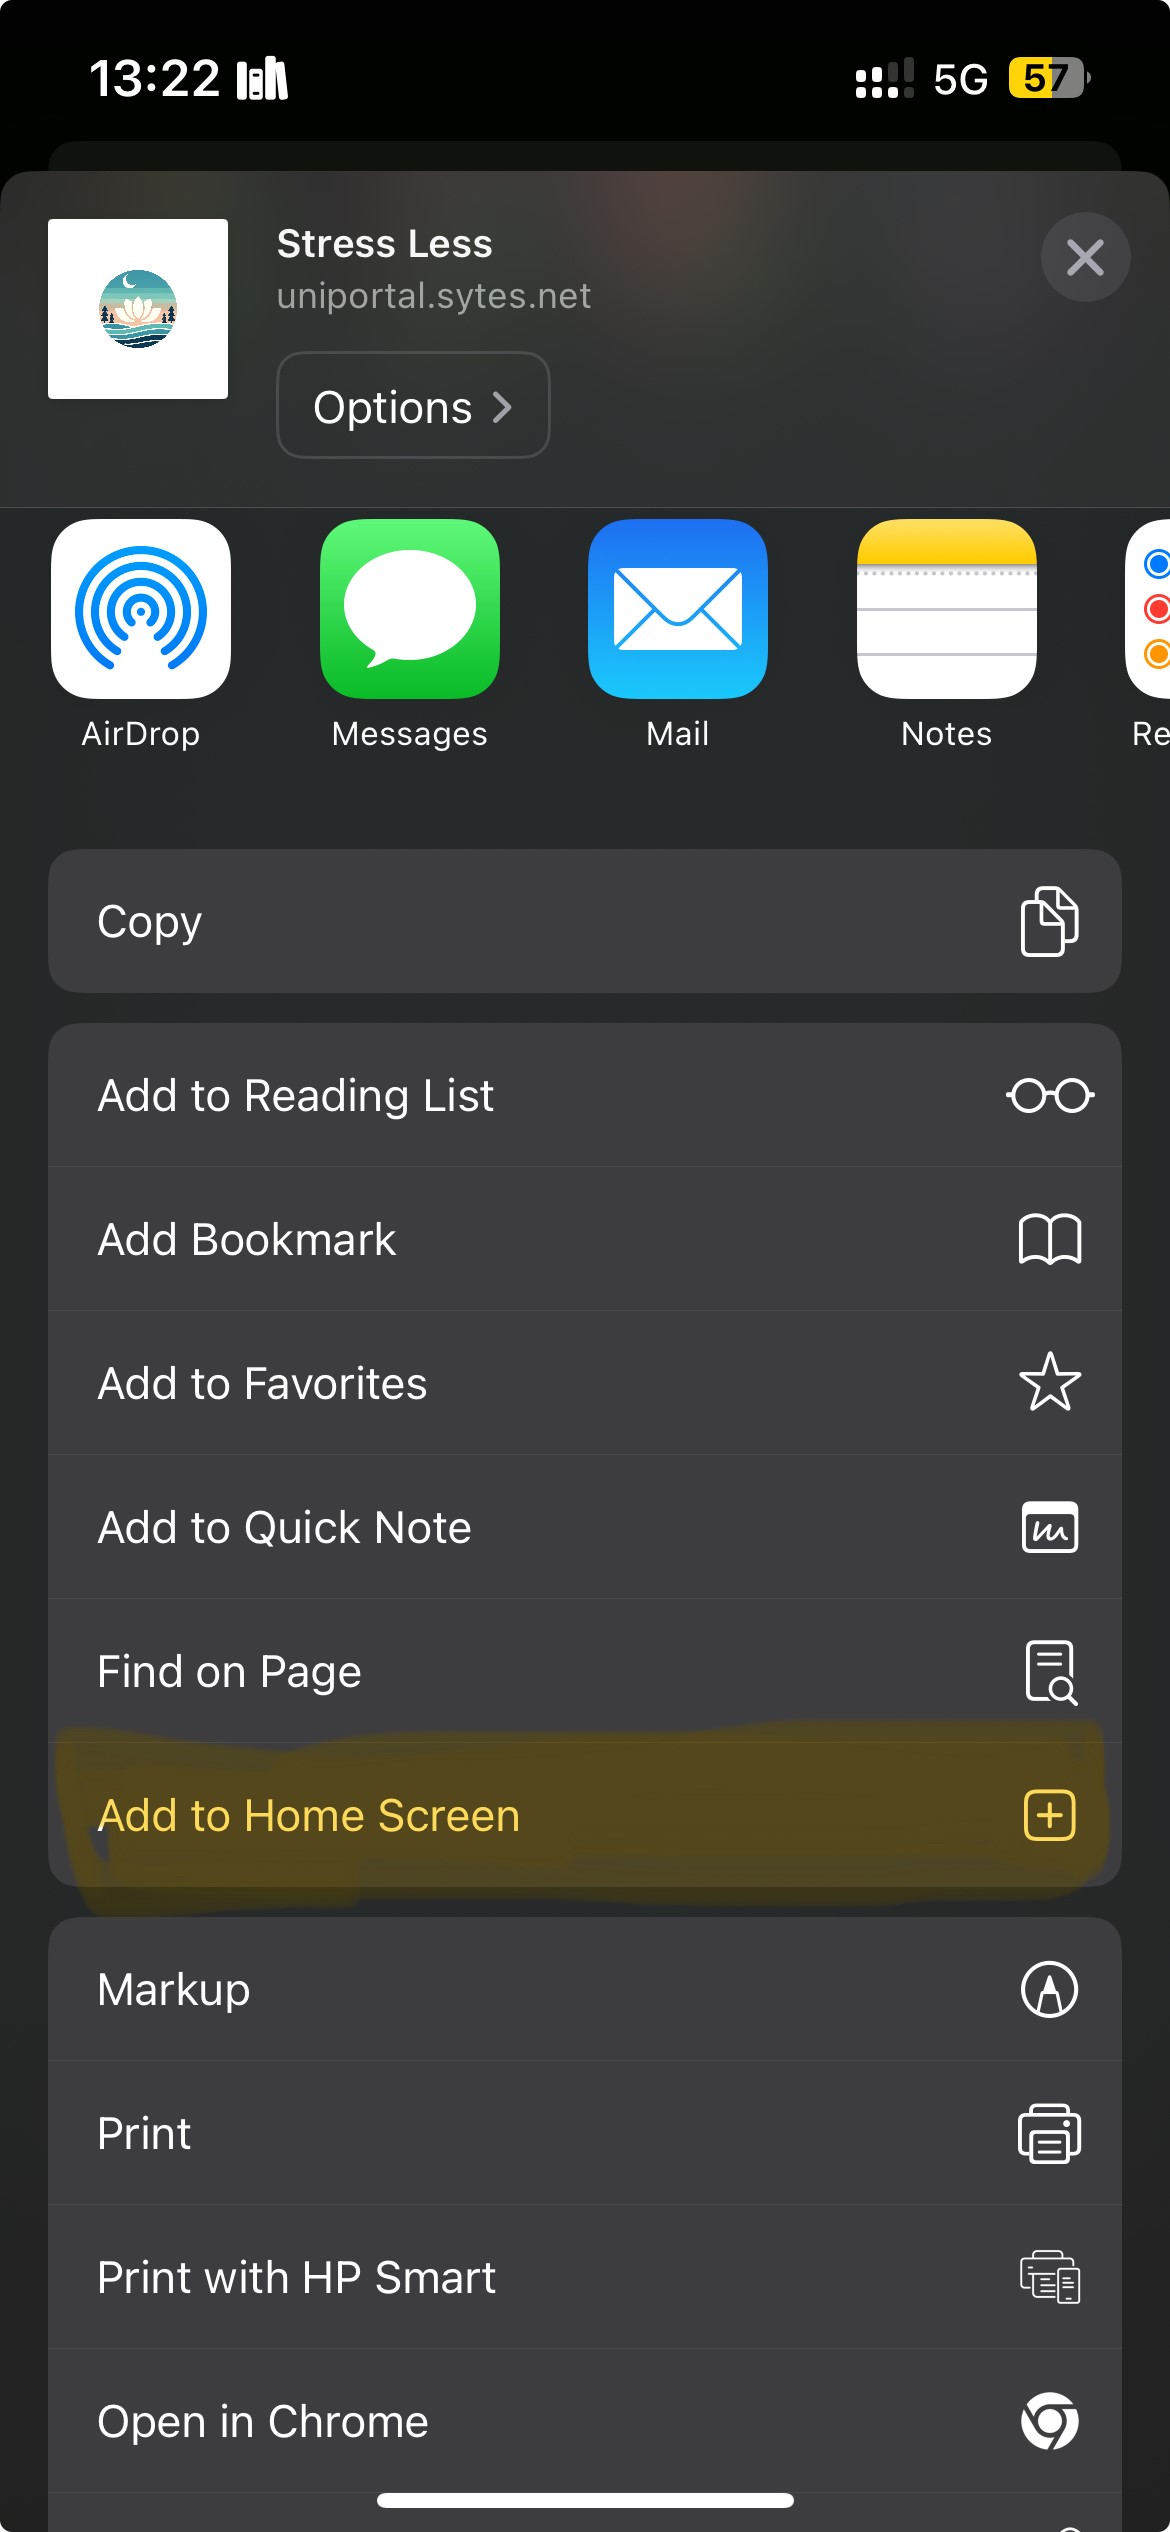 13:22
5G
57
Stress Less
uniportal.sytes.net
Options
AirDrop
Messages
Mail
Notes
Re
Copy
Add to Reading List
Add Bookmark
Add to Favorites
Add to Quick Note
Find on Page
Add to Home Screen
Markup
Print
Print with HP Smart
Open in Chrome